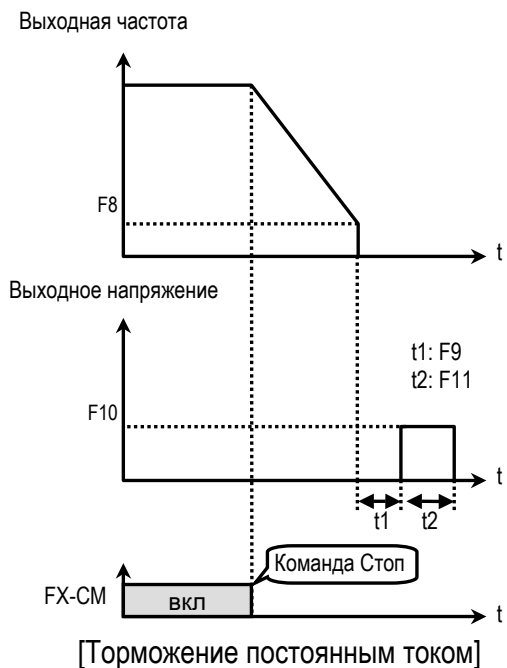 Выходная частота
F8
t
Выходное напряжение
t1: F9
t2: F11
F10
t
t1 t2
Команда Стоп
FX-CM
вкл
t
[Торможение постоянным током]